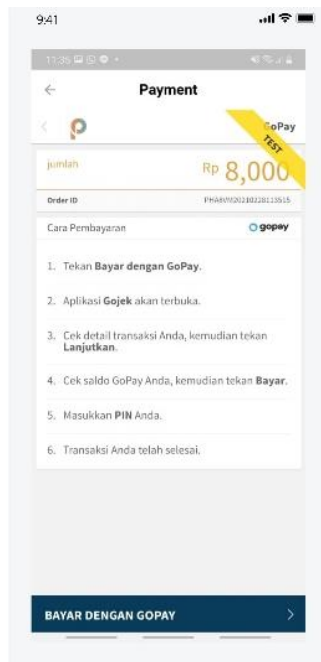 9:41
11:35
Payment
GoPay
TEST
jumlah
Rp 8,000
Order ID
Cara Pembayaran
gopay
1. Tekan Bayar dengan GoPay.
2. Aplikasi Gojek akan terbuka.
3. Cek detail transaksi Anda, kemudian tekan
Lanjutkan.
4. Cek saldo GoPay Anda, kemudian tekan Bayar.
5. Masukkan PIN Anda.
6. Transaksi Anda telah selesai.
BAYAR DENGAN GOPAY